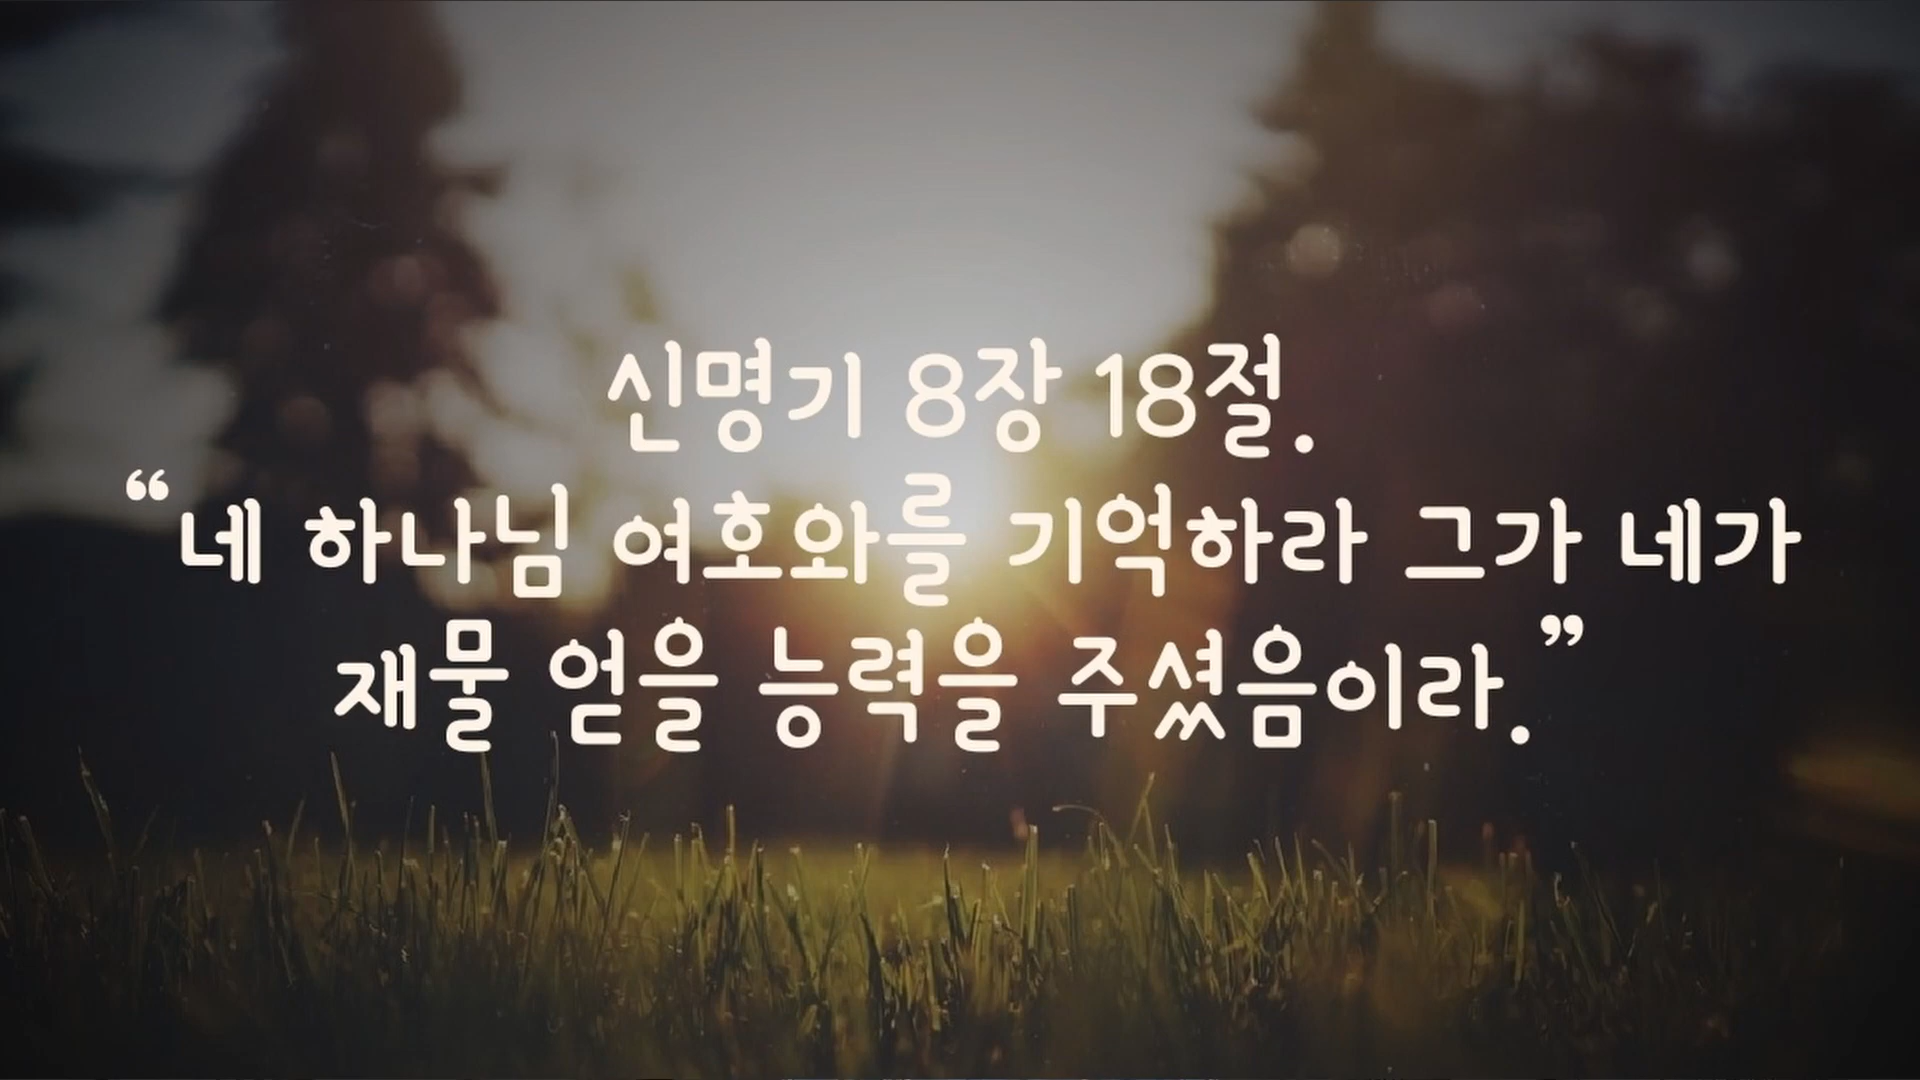 신명기 8장 18절.
“네 하나님 여호와를 기억하라 그가 네가
재물 얻을 능력을 주셨음이라.”